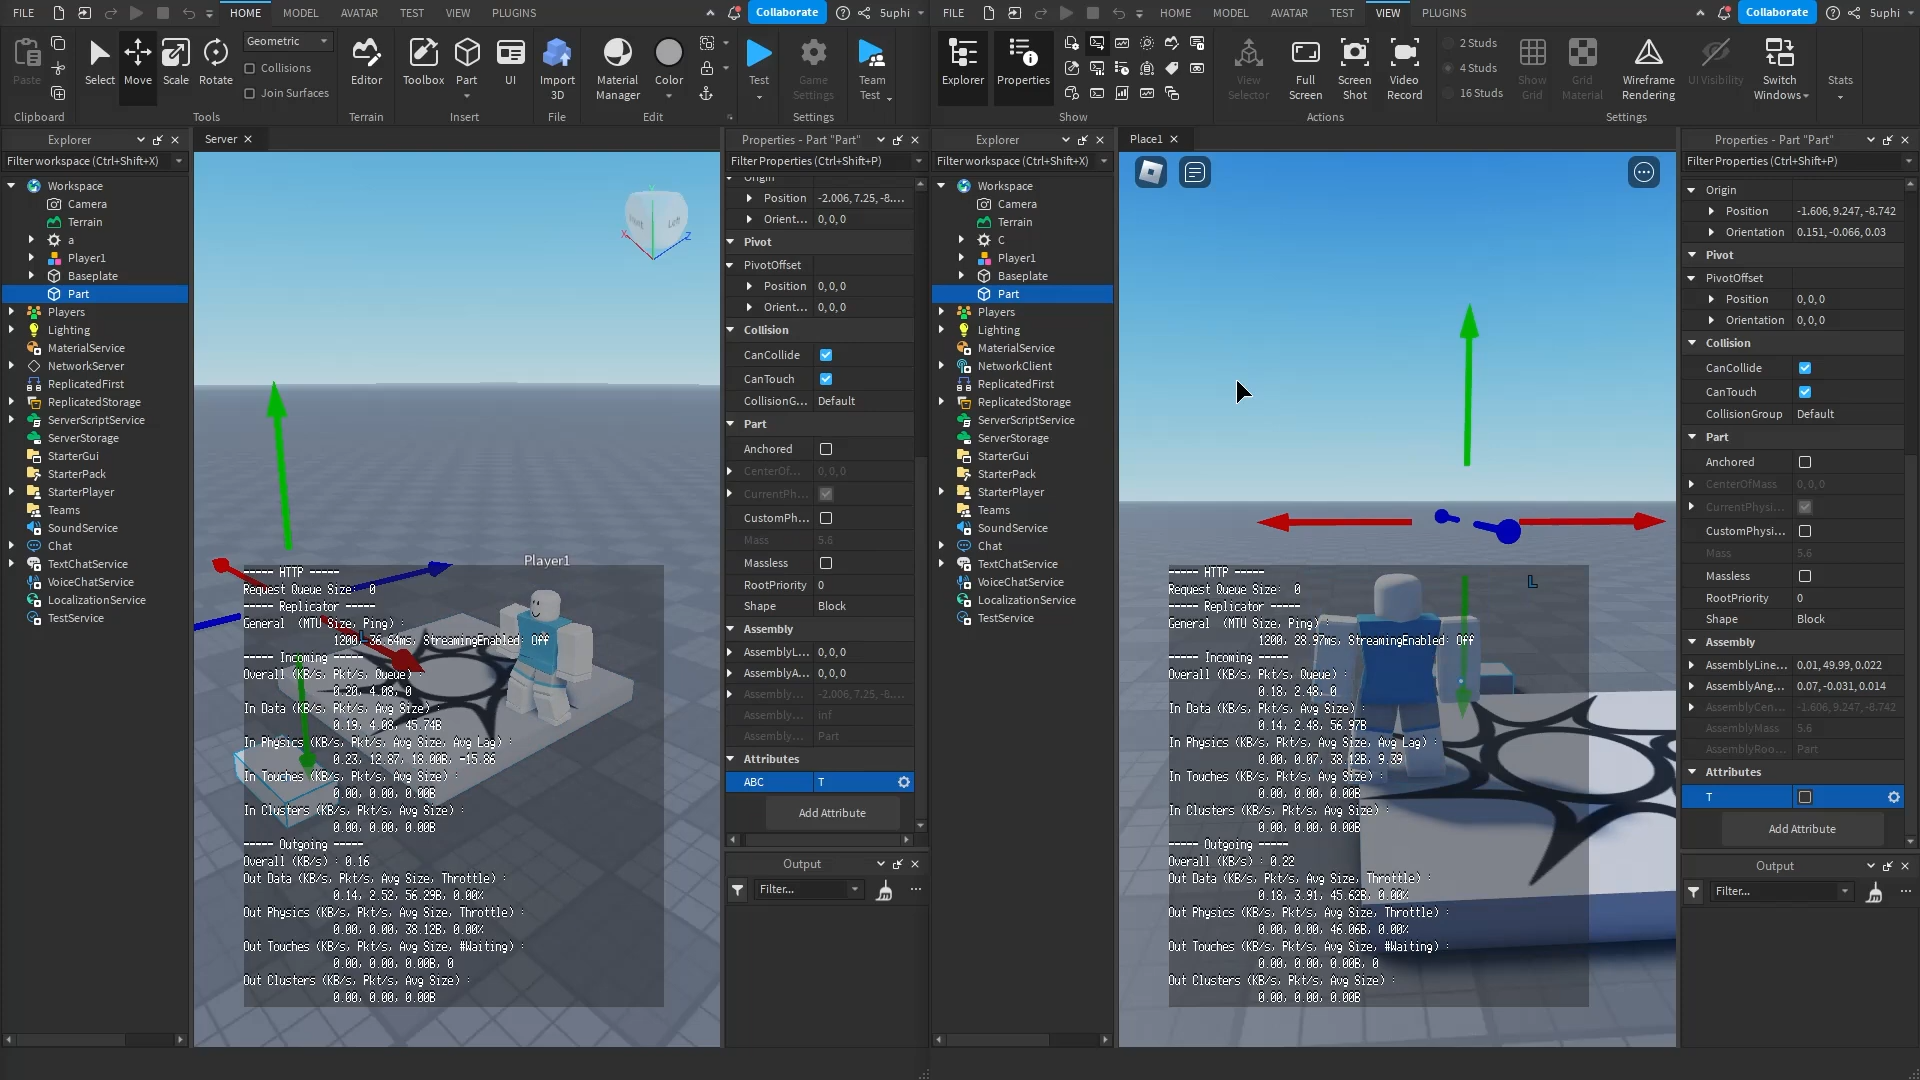 FILE HOME MODEL AVATAR TEST VIEW PLUGINS Collaborate Suphi
Paste Select Move Scale Rotate Geometric Collisions Join Surfaces Editor Toolbox Part UI Import 3D Material Manager Color Test Game Settings Team Test
Clipboard Tools Terrain Insert File Edit Settings
Explorer
Filter workspace (Ctrl+Shift+X)
Workspace
Camera
Terrain
a
Player1
Baseplate
Part
Players
Lighting
MaterialService
NetworkServer
ReplicatedFirst
ReplicatedStorage
ServerScriptService
ServerStorage
StarterGui
StarterPack
StarterPlayer
Teams
SoundService
Chat
TextChatService
VoiceChatService
LocalizationService
TestService
Server
Left
Y
X
Z
Player1
----- HTTP -----
Request Queue Size: 0
----- Replicator -----
General (MTU Size, Ping) :
1200, 36.64ms, StreamingEnabled: Off
----- Incoming -----
Overall (KB/s, Pkt/s, Queue) :
0.20, 4.08, 0
In Data (KB/s, Pkt/s, Avg Size) :
0.19, 4.08, 45.74B
In Physics (KB/s, Pkt/s, Avg Size, Avg Lag) :
0.23, 12.87, 18.00B, -15.86
In Touches (KB/s, Pkt/s, Avg Size) :
0.00, 0.00, 0.00B
In Clusters (KB/s, Pkt/s, Avg Size) :
0.00, 0.00, 0.00B
----- Outgoing -----
Overall (KB/s) : 0.16
Out Data (KB/s, Pkt/s, Avg Size, Throttle) :
0.14, 2.52, 56.29B, 0.00%
Out Physics (KB/s, Pkt/s, Avg Size, Throttle) :
0.00, 0.00, 38.12B, 0.00%
Out Touches (KB/s, Pkt/s, Avg Size, #Waiting) :
0.00, 0.00, 0.00B, 0
Out Clusters (KB/s, Pkt/s, Avg Size) :
0.00, 0.00, 0.00B
Properties - Part "Part"
Filter Properties (Ctrl+Shift+P)
Origin
Position -2.006, 7.25, -8....
Orient... 0, 0, 0
Pivot
PivotOffset
Position 0, 0, 0
Orient... 0, 0, 0
Collision
CanCollide
CanTouch
CollisionG... Default
Part
Anchored
CenterOf... 0, 0, 0
CurrentPh...
CustomPh...
Mass 5.6
Massless
RootPriority 0
Shape Block
Assembly
AssemblyL... 0, 0, 0
AssemblyA... 0, 0, 0
Assembly... -2.006, 7.25, -8....
Assembly... inf
Assembly... Part
Attributes
ABC T
Add Attribute
Output
Filter...
FILE HOME MODEL AVATAR TEST VIEW PLUGINS Collaborate Suphi
Explorer Properties View Selector Full Screen Screen Shot Video Record 2 Studs 4 Studs 16 Studs Show Grid Grid Material Wireframe Rendering UI Visibility Switch Windows Stats
Show Actions Settings
Explorer
Filter workspace (Ctrl+Shift+X)
Workspace
Camera
Terrain
C
Player1
Baseplate
Part
Players
Lighting
MaterialService
NetworkClient
ReplicatedFirst
ReplicatedStorage
ServerScriptService
ServerStorage
StarterGui
StarterPack
StarterPlayer
Teams
SoundService
Chat
TextChatService
VoiceChatService
LocalizationService
TestService
Place1
L
----- HTTP -----
Request Queue Size: 0
----- Replicator -----
General (MTU Size, Ping) :
1200, 28.97ms, StreamingEnabled: Off
----- Incoming -----
Overall (KB/s, Pkt/s, Queue) :
0.18, 2.48, 0
In Data (KB/s, Pkt/s, Avg Size) :
0.14, 2.48, 56.97B
In Physics (KB/s, Pkt/s, Avg Size, Avg Lag) :
0.00, 0.07, 38.12B, 9.39
In Touches (KB/s, Pkt/s, Avg Size) :
0.00, 0.00, 0.00B
In Clusters (KB/s, Pkt/s, Avg Size) :
0.00, 0.00, 0.00B
----- Outgoing -----
Overall (KB/s) : 0.22
Out Data (KB/s, Pkt/s, Avg Size, Throttle) :
0.18, 3.91, 45.62B, 0.00%
Out Physics (KB/s, Pkt/s, Avg Size, Throttle) :
0.00, 0.00, 46.06B, 0.00%
Out Touches (KB/s, Pkt/s, Avg Size, #Waiting) :
0.00, 0.00, 0.00B, 0
Out Clusters (KB/s, Pkt/s, Avg Size) :
0.00, 0.00, 0.00B
Properties - Part "Part"
Filter Properties (Ctrl+Shift+P)
Origin
Position -1.606, 9.247, -8.742
Orientation 0.151, -0.066, 0.03
Pivot
PivotOffset
Position 0, 0, 0
Orientation 0, 0, 0
Collision
CanCollide
CanTouch
CollisionGroup Default
Part
Anchored
CenterOfMass 0, 0, 0
CurrentPhysi...
CustomPhysi...
Mass 5.6
Massless
RootPriority 0
Shape Block
Assembly
AssemblyLine... 0.01, 49.99, 0.022
AssemblyAng... 0.07, -0.031, 0.014
AssemblyCen... -1.606, 9.247, -8.742
AssemblyMass 5.6
AssemblyRoo... Part
Attributes
T
Add Attribute
Output
Filter...